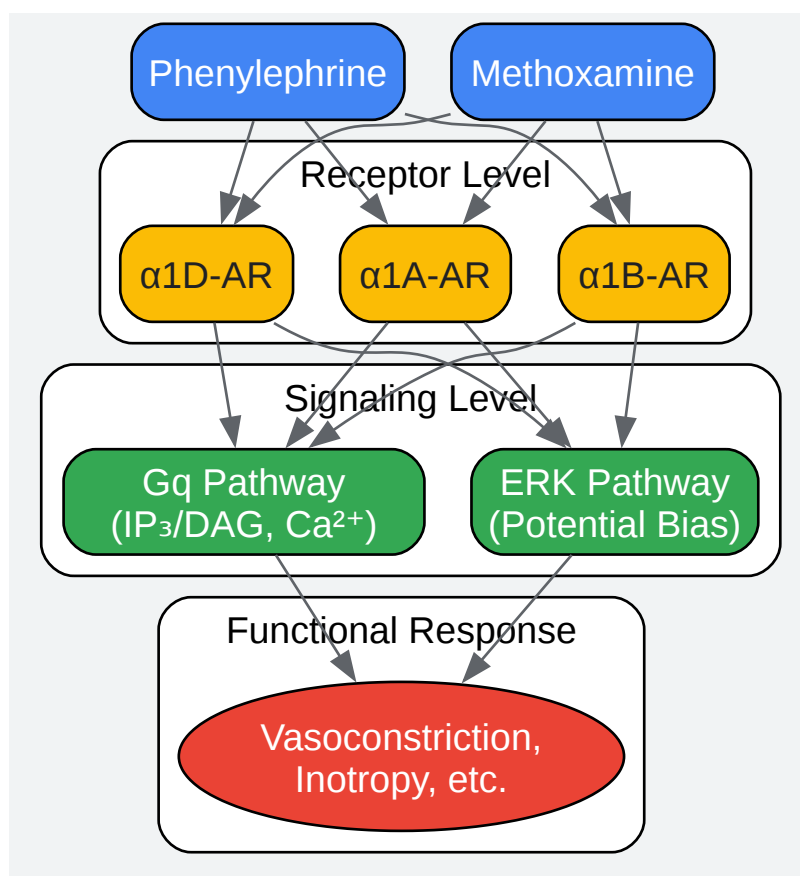 Phenylephrine
Methoxamine
Receptor Level
α1D-AR
α1A-AR
α1B-AR
Signaling Level
Gq Pathway
(IP₃/DAG, Ca²⁺)
ERK Pathway
(Potential Bias)
Functional Response
Vasoconstriction,
Inotropy, etc.